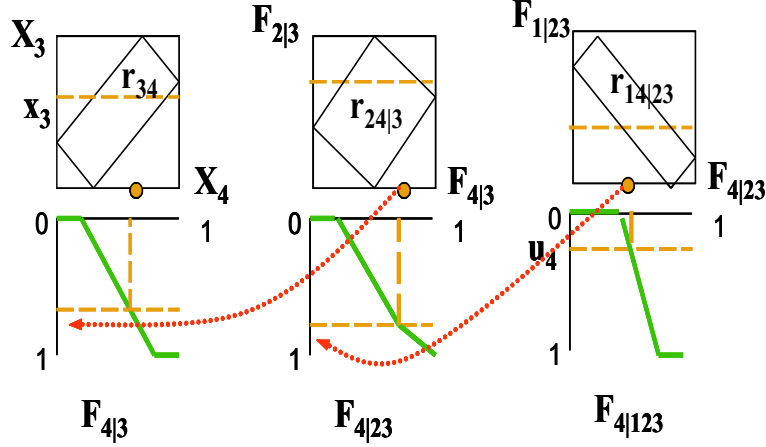 X₃ F₂|₃ F₁|₂₃
r₃₄ r₂₄|₃ r₁₄|₂₃
x₃
X₄ F₄|₃ F₄|₂₃
0 1 0 1 0 1
u₄
1 1 1
F₄|₃ F₄|₂₃ F₄|₁₂₃